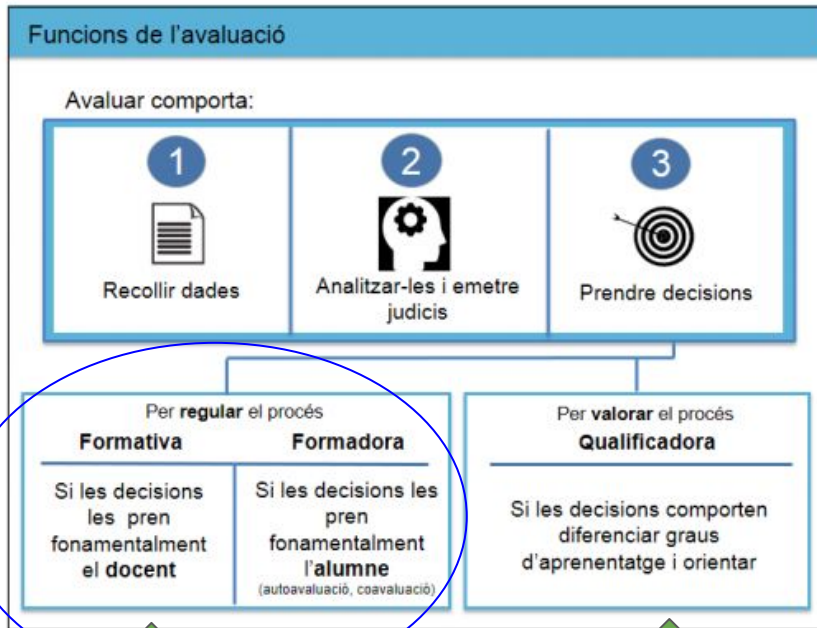 Funcions de l'avaluació
Avaluar comporta:
1
2
3
Recollir dades
Analitzar-les i emetre
judicis
Prendre decisions
Per regular el procés
Formativa
Formadora
Si les decisions
les pren
fonamentalment
el docent
Si les decisions les
pren
fonamentalment
l'alumne
(autoavaluació, coavaluació)
Per valorar el procés
Qualificadora
Si les decisions comporten
diferenciar graus
d'aprenentatge i orientar